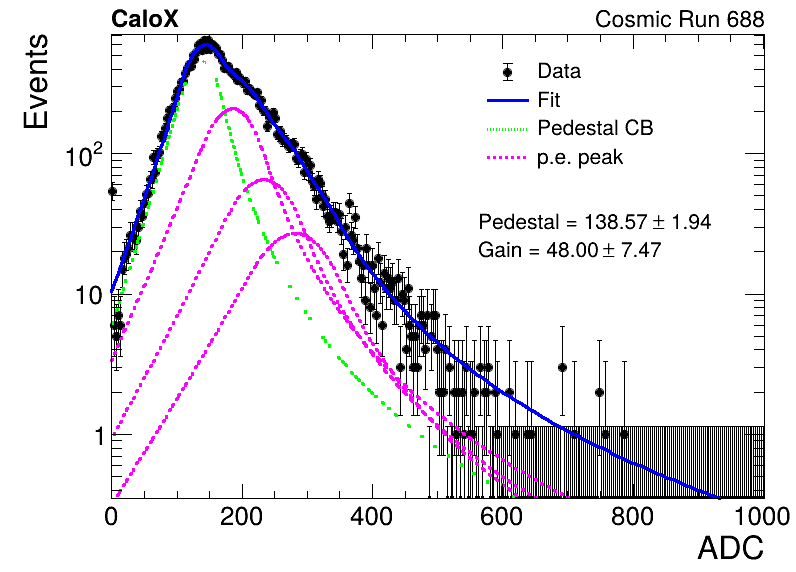 CaloX
Cosmic Run 688
Events
Data
Fit
Pedestal CB
p.e. peak
Pedestal = 138.57 ± 1.94
Gain = 48.00 ± 7.47
10²
10
1
0 200 400 600 800 1000
ADC